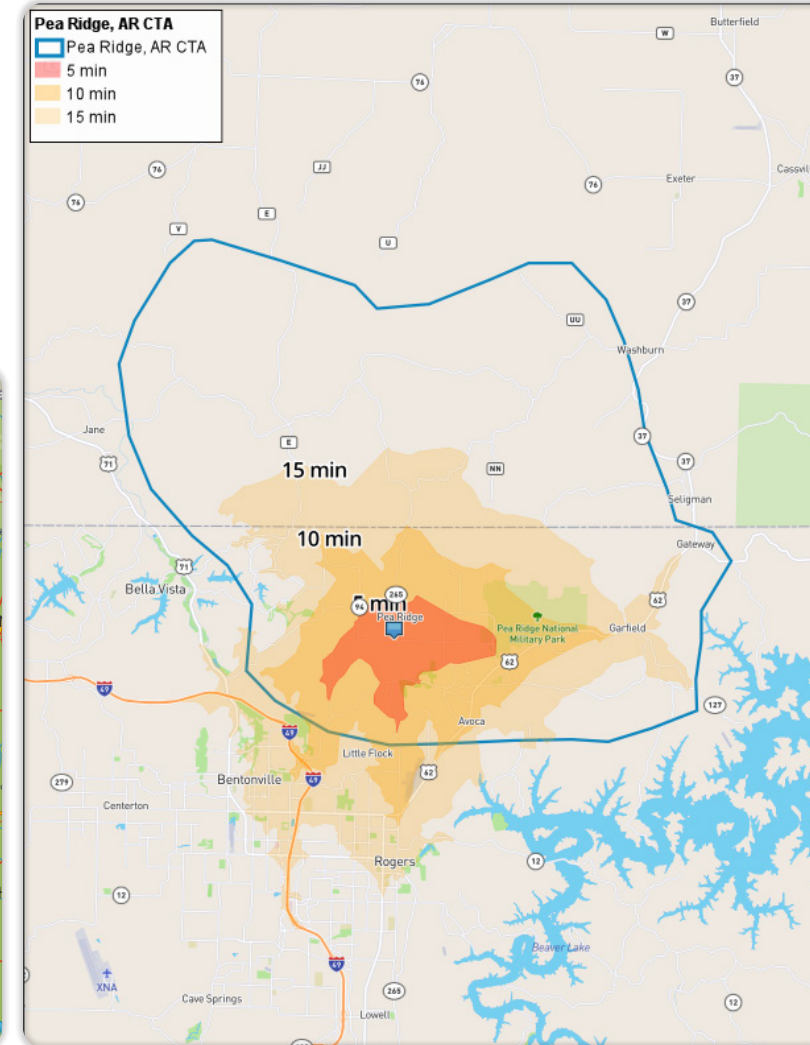 Pea Ridge, AR CTA
Pea Ridge, AR CTA
5 min
10 min
15 min
Butterfield
W
37
76
JJ
76
Exeter
Cassvil
76
76
E
V
U
37
UU
Washburn
Jane
E
37
71
15 min
NN
37
Seligman
10 min
Gateway
71
Bella Vista
265
94
min
62
Pea Ridge
Pea Ridge National
Military Park
Garfield
62
49
127
Avoca
49
Little Flock
279
Bentonville
49
62
Centerton
Rogers
12
12
Beaver Lake
49
XNA
Cave Springs
265
12
Lowell